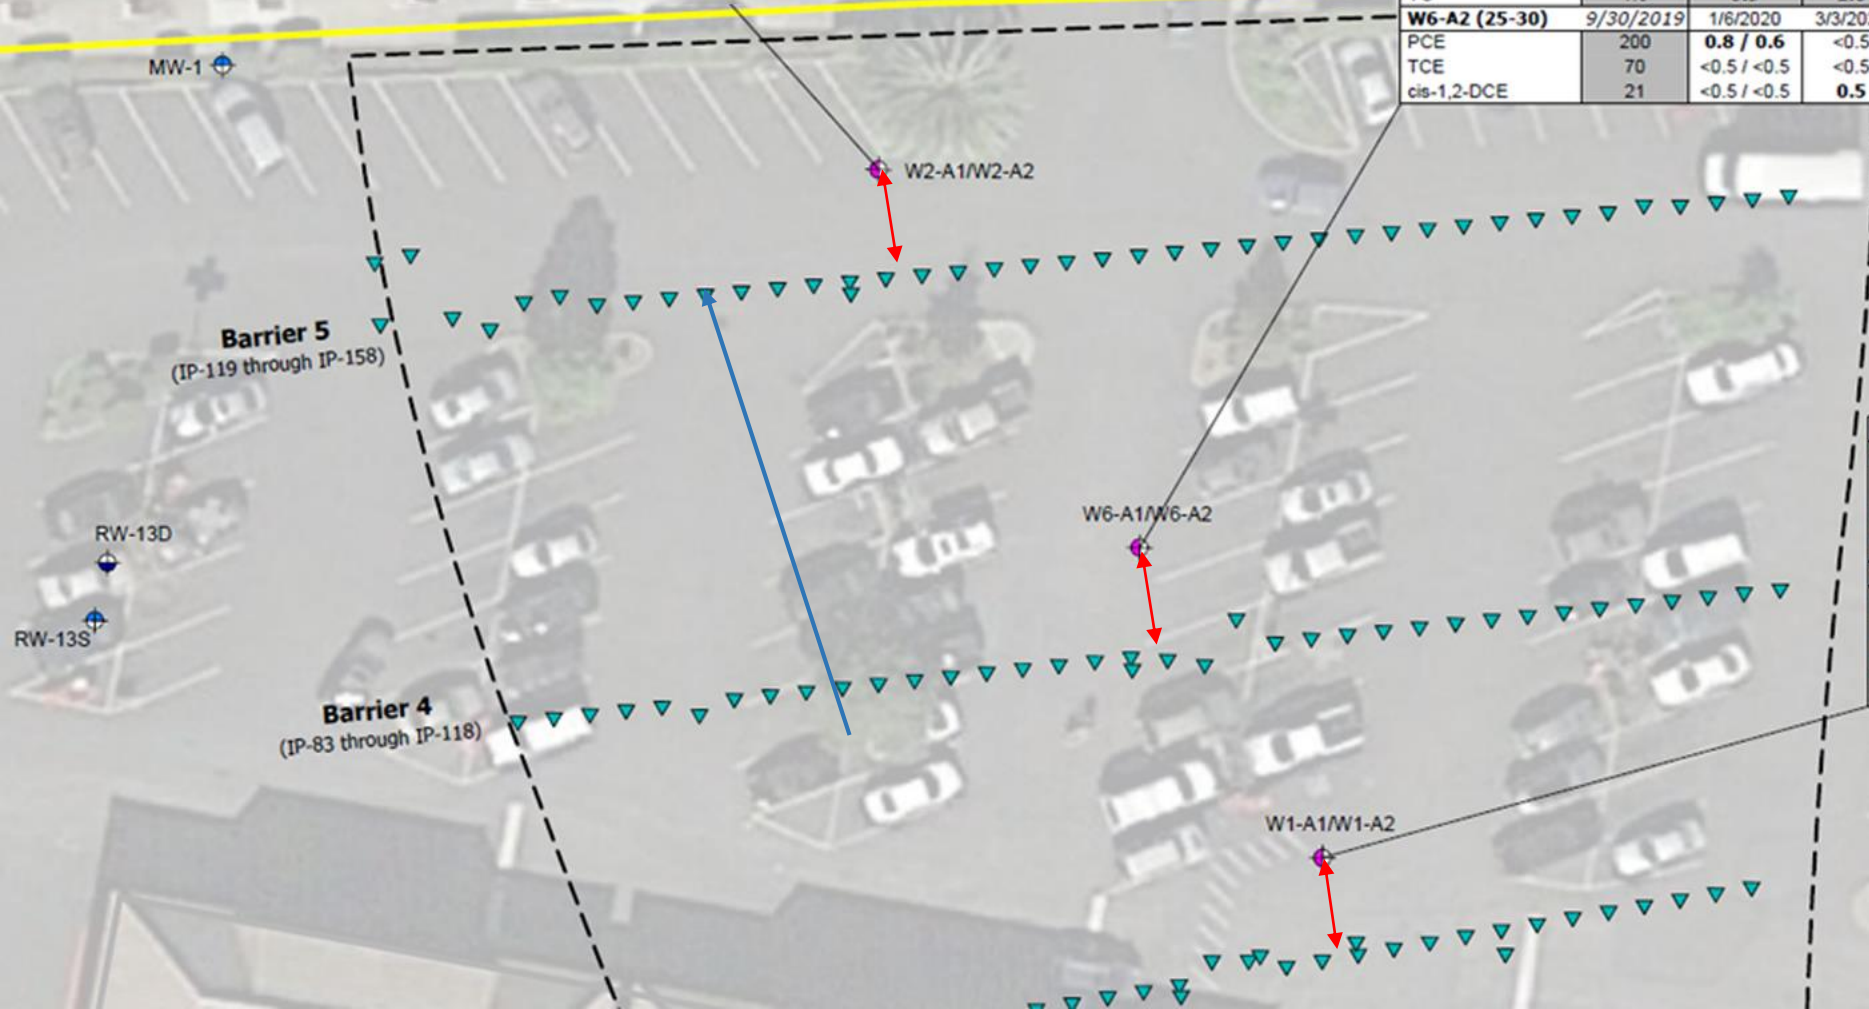 W6-A2 (25-30) 9/30/2019 1/6/2020
PCE 200 0.8 / 0.6 <0.5
TCE 70 <0.5 / <0.5 <0.5
cis-1,2-DCE 21 <0.5 / <0.5 0.5
MW-1
W2-A1/W2-A2
Barrier 5
(IP-119 through IP-158)
W6-A1/W6-A2
RW-13D
RW-13S
Barrier 4
(IP-83 through IP-118)
W1-A1/W1-A2